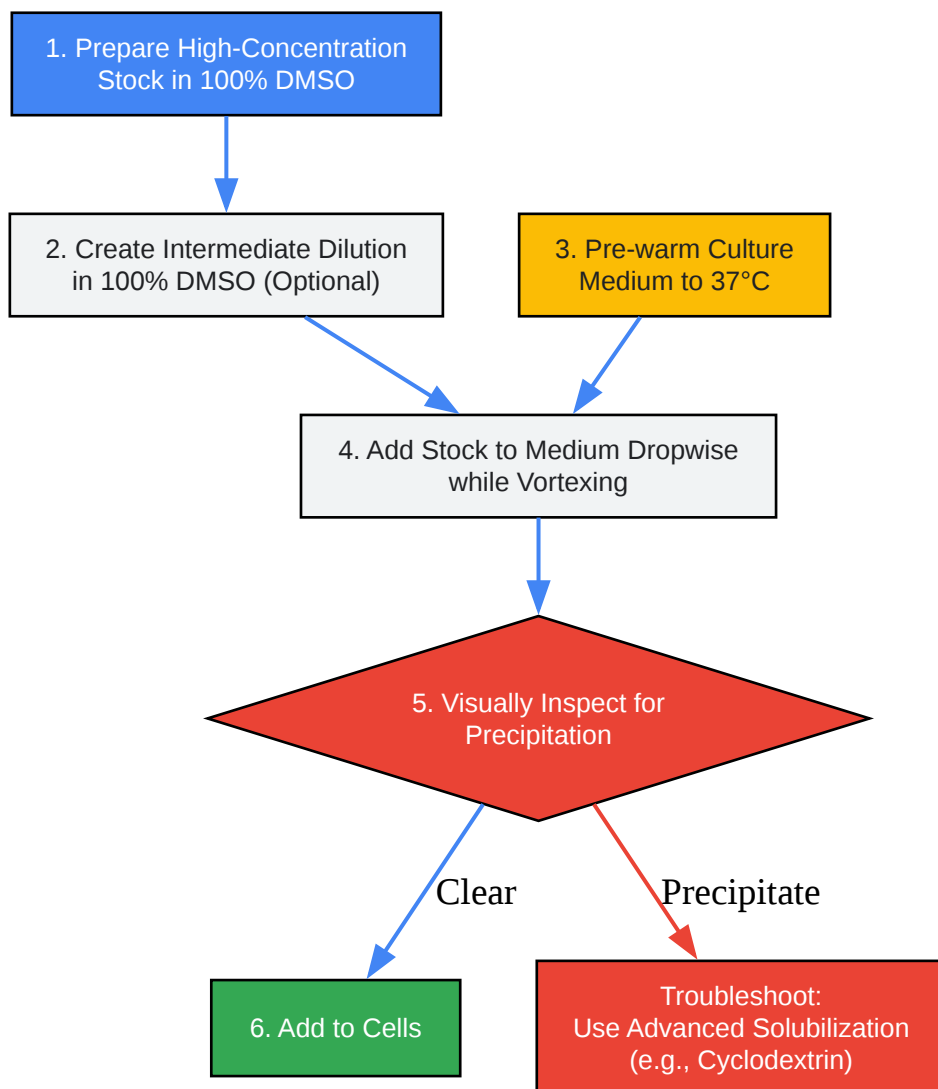 1. Prepare High-Concentration
Stock in 100% DMSO
2. Create Intermediate Dilution
in 100% DMSO (Optional)
3. Pre-warm Culture
Medium to 37°C
4. Add Stock to Medium Dropwise
while Vortexing
5. Visually Inspect for
Precipitation
Clear
Precipitate
6. Add to Cells
Troubleshoot:
Use Advanced Solubilization
(e.g., Cyclodextrin)